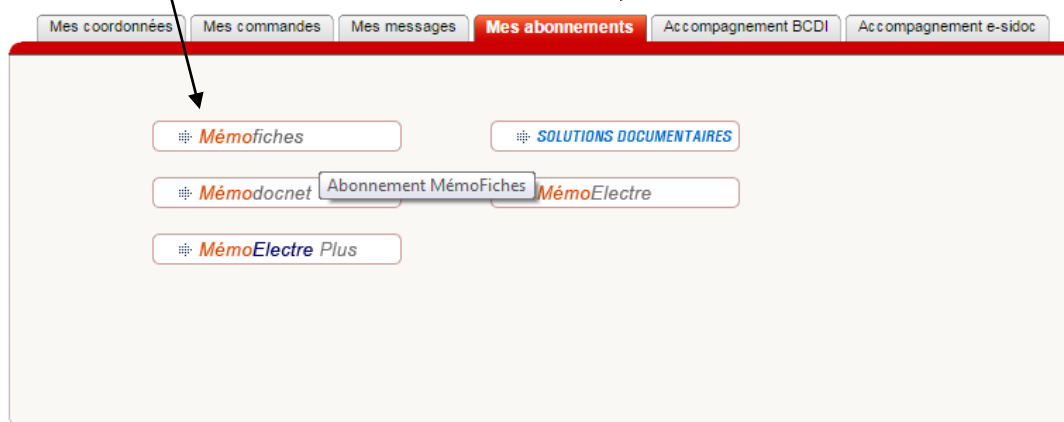 Mes coordonnées Mes commandes Mes messages Mes abonnements Accompagnement BCDI Accompagnement e-sidoc
Mémofiches SOLUTIONS DOCUMENTAIRES
Mémodocnet Abonnement MémoFiches MémoElectre
MémoElectre Plus